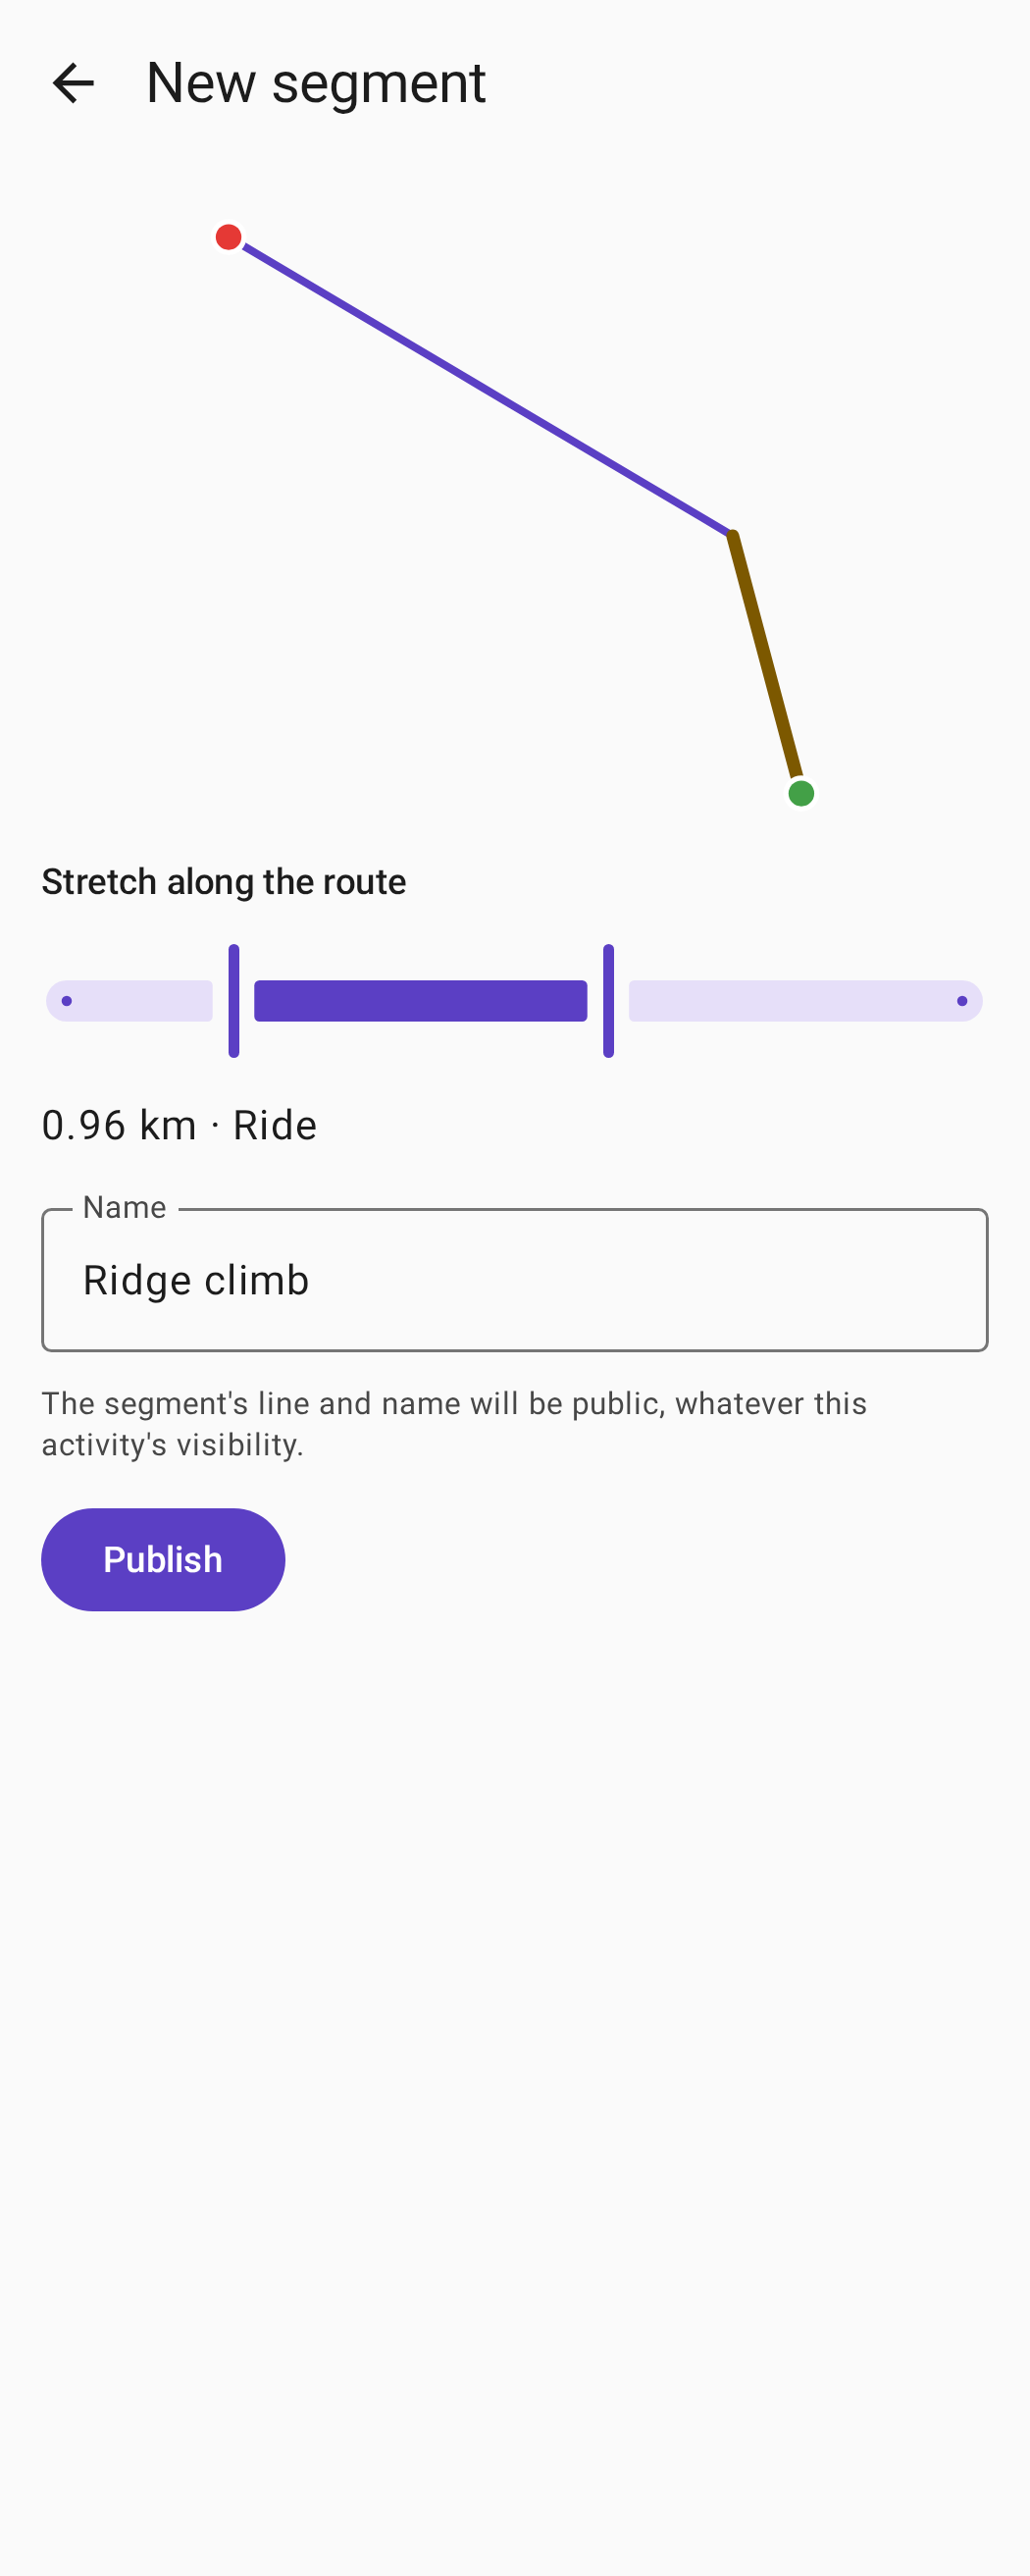 New segment
Stretch along the route
0.96 km · Ride
Name
Ridge climb
The segment's line and name will be public, whatever this
activity's visibility.
Publish